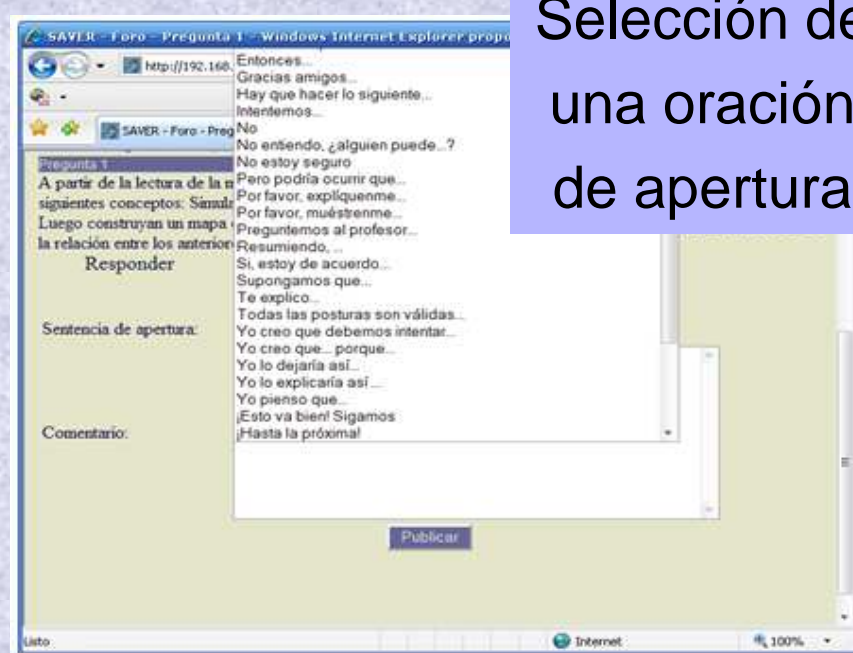 Selección de
una oración
de apertura
SAVER - Foro - Pregunta 1 - Windows Internet Explorer
http://192.168.
SAVER - Foro - Preg
Pregunta 1
A partir de la lectura de la
siguientes conceptos:
Luego construyan un mapa
la relación entre los
Responder
Sentencia de apertura:
Entonces...
Gracias amigos...
Hay que hacer lo siguiente...
Intentemos...
No
No entiendo, ¿alguien puede...?
No estoy seguro
Pero podría ocurrir que...
Por favor, explíquenme...
Por favor, muéstrenme...
Preguntemos al profesor...
Resumiendo, ...
Si, estoy de acuerdo...
Supongamos que...
Te explico...
Todas las posturas son válidas...
Yo creo que debemos intentar...
Yo creo que... porque...
Yo lo dejaría así...
Yo lo explicaría así...
Yo pienso que...
¡Esto va bien! Sigamos
¡Hasta la próxima!
Comentario:
Publicar
Listo
Internet
100%